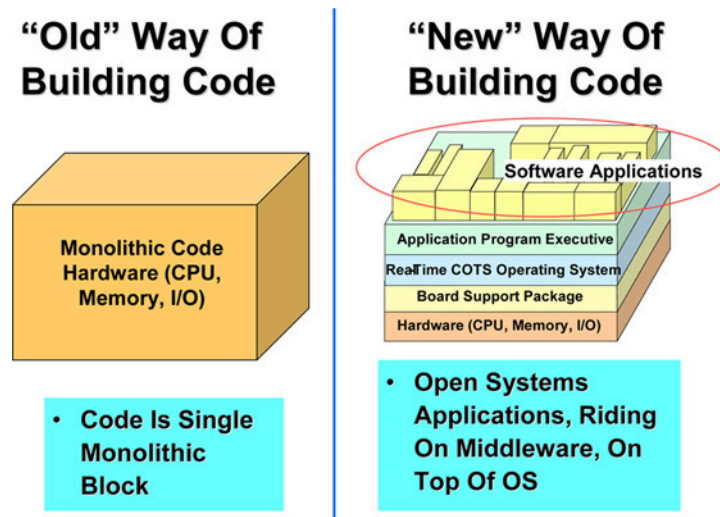 “Old” Way Of
Building Code
Monolithic Code
Hardware (CPU,
Memory, I/O)
• Code Is Single
Monolithic
Block
“New” Way Of
Building Code
Software Applications
Application Program Executive
Real-Time COTS Operating System
Board Support Package
Hardware (CPU, Memory, I/O)
• Open Systems
Applications, Riding
On Middleware, On
Top Of OS